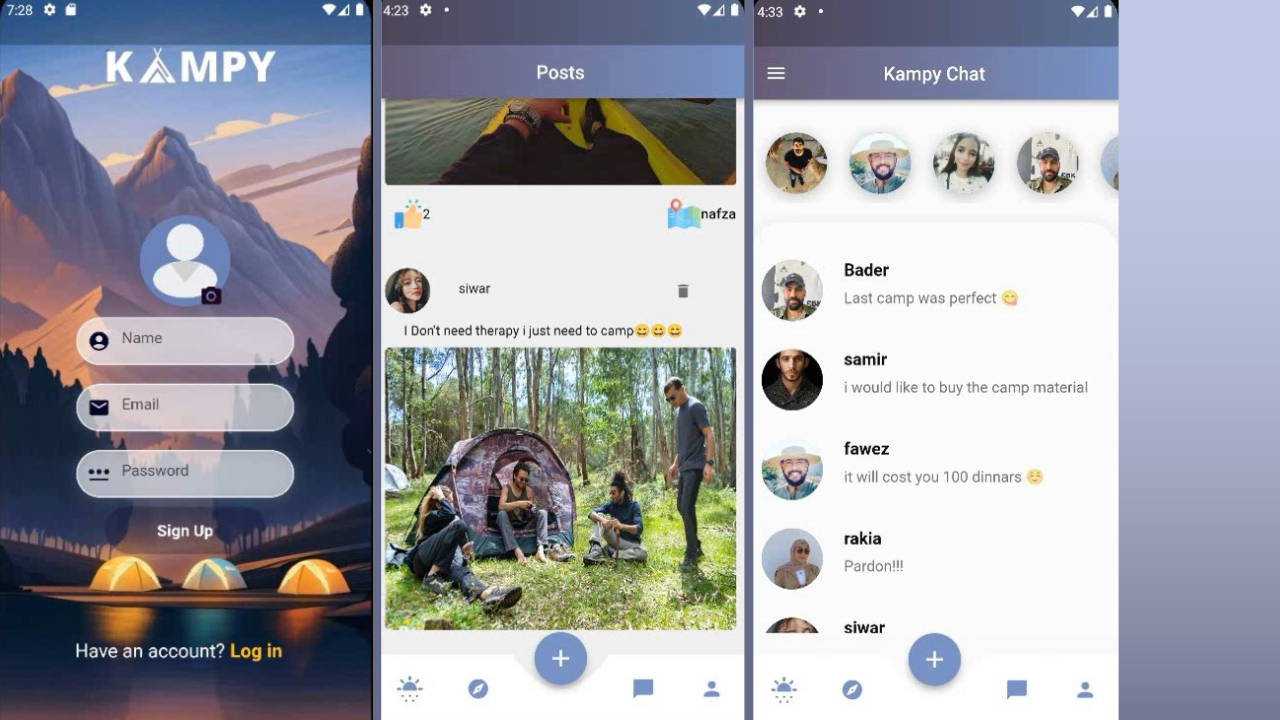 7:28
KAMPY
Name
Email
Password
Sign Up
Have an account? Log in
4:23
Posts
2
nafza
siwar
I Don't need therapy i just need to camp😄😄😄
4:33
Kampy Chat
Bader
Last camp was perfect 😋
samir
i would like to buy the camp material
fawez
it will cost you 100 dinnars ☺️
rakia
Pardon!!!
siwar